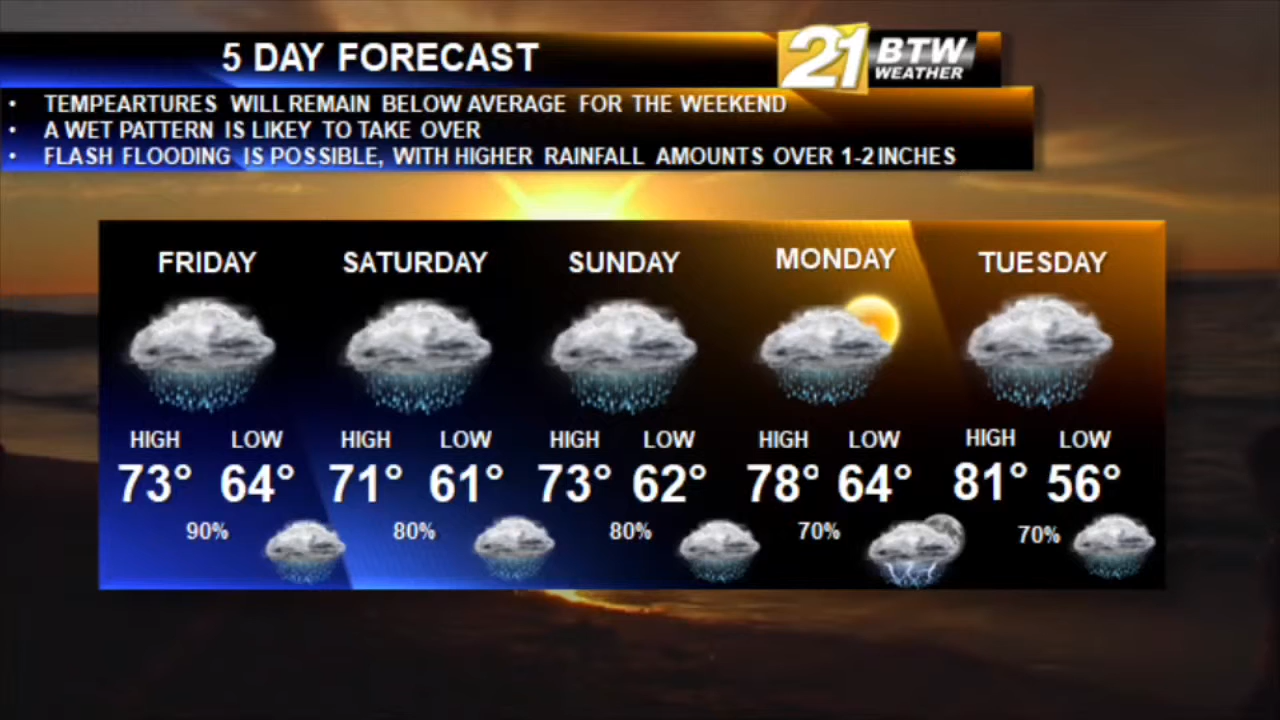 5 DAY FORECAST
21 BTW
WEATHER
• TEMPEARTURES WILL REMAIN BELOW AVERAGE FOR THE WEEKEND
• A WET PATTERN IS LIKEY TO TAKE OVER
• FLASH FLOODING IS POSSIBLE, WITH HIGHER RAINFALL AMOUNTS OVER 1-2 INCHES
FRIDAY SATURDAY SUNDAY MONDAY TUESDAY
HIGH LOW HIGH LOW HIGH LOW HIGH LOW HIGH LOW
73° 64° 71° 61° 73° 62° 78° 64° 81° 56°
90% 80% 80% 70% 70%